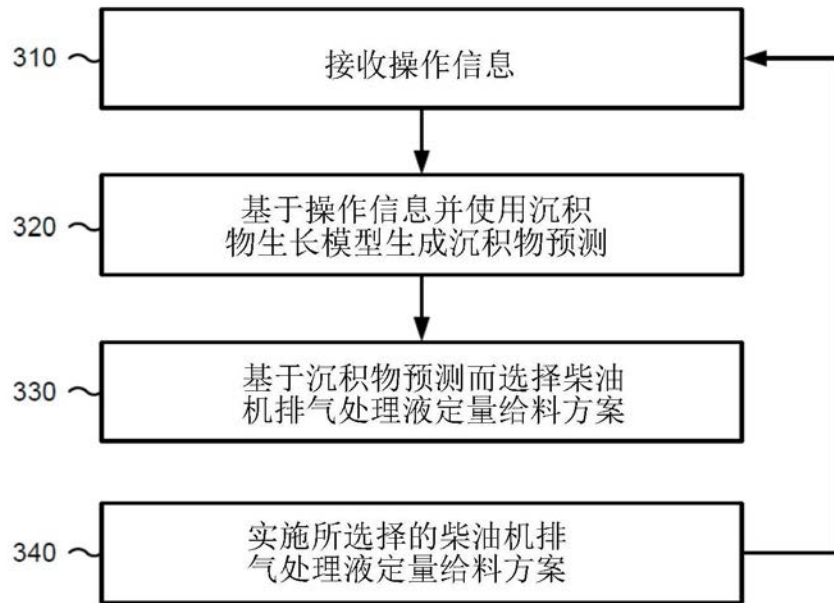 310
接收操作信息
320
基于操作信息并使用沉积
物生长模型生成沉积物预测
330
基于沉积物预测而选择柴油
机排气处理液定量给料方案
340
实施所选择的柴油机排
气处理液定量给料方案